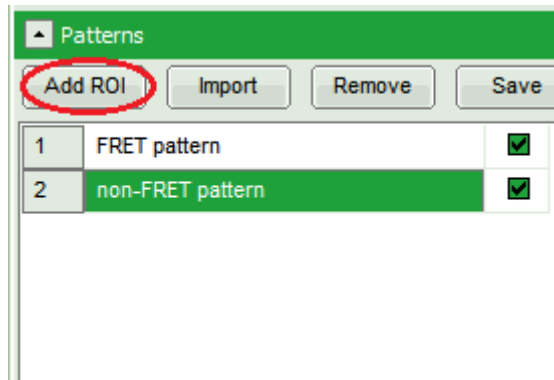 Patterns
Add ROI Import Remove Save
1 FRET pattern
2 non-FRET pattern